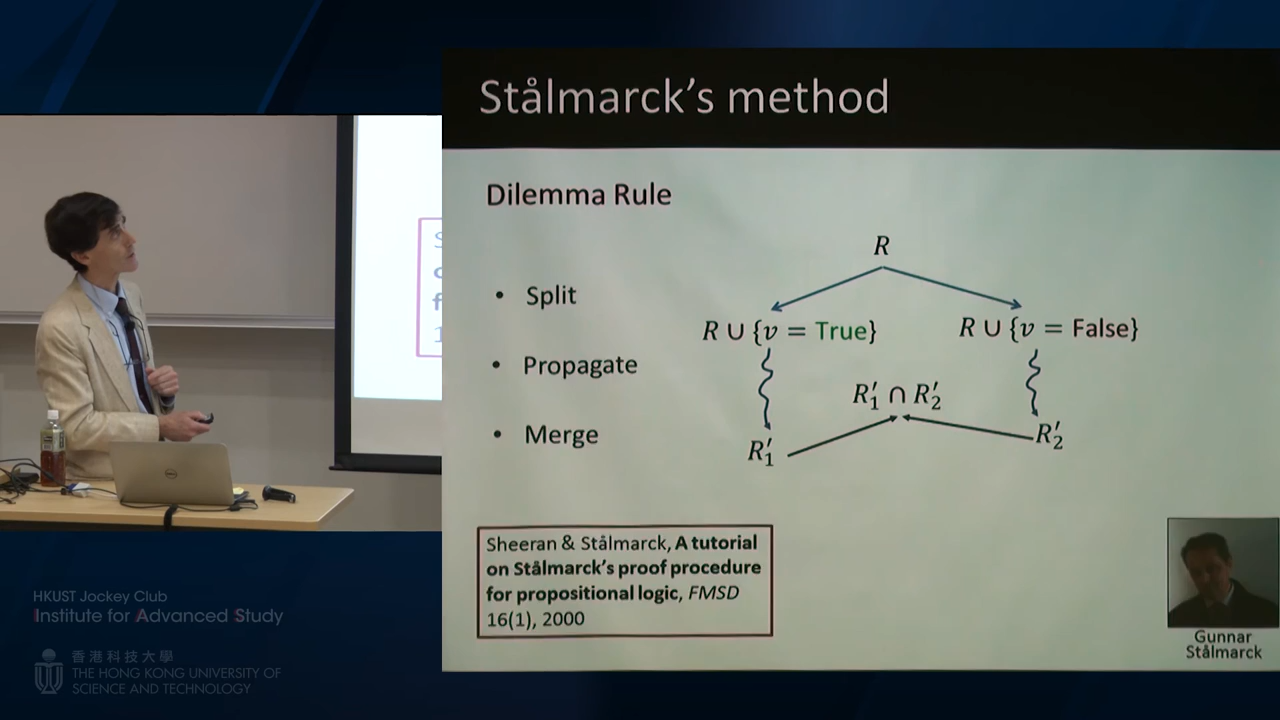 Stålmarck's method
Dilemma Rule
• Split
• Propagate
• Merge
R
R ∪ {v = True}
R ∪ {v = False}
R′₁ ∩ R′₂
R′₁
R′₂
Sheeran & Stålmarck, A tutorial
on Stålmarck's proof procedure
for propositional logic, FMSD
16(1), 2000
Gunnar
Stålmarck
HKUST Jockey Club
Institute for Advanced Study
香港科技大學
THE HONG KONG UNIVERSITY OF
SCIENCE AND TECHNOLOGY
DELL